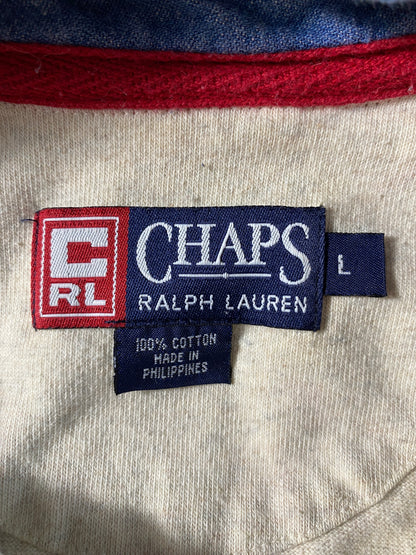 C
RL
CHAPS
RALPH LAUREN
L
100% COTTON
MADE IN
PHILIPPINES